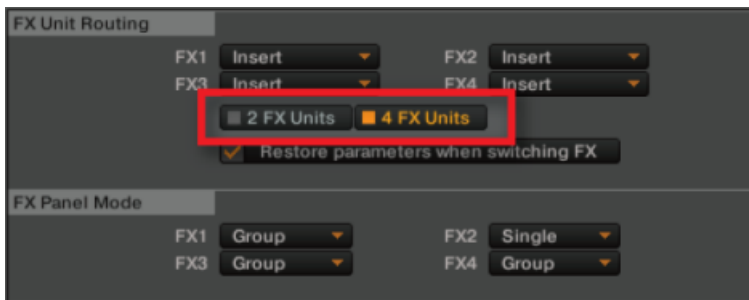 FX Unit Routing
FX1 Insert FX2 Insert
FX3 Insert FX4 Insert
2 FX Units 4 FX Units
Restore parameters when switching FX
FX Panel Mode
FX1 Group FX2 Single
FX3 Group FX4 Group